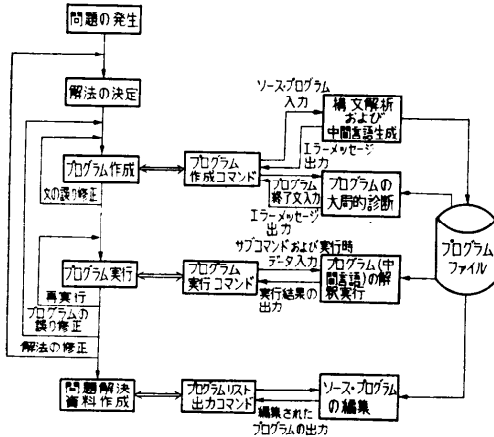 問題の発生
解法の決定
ソース・プログラム
入力
構文解析
および
中間言語生成
エラーメッセージ
出力
プログラム作成
プログラム
作成コマンド
文の誤り修正
プログラム
終了文入力
プログラムの
大局的診断
エラーメッセージ
出力
サブコマンドおよび実行時
データ入力
プログラム
ファイル
プログラム実行
プログラム
実行コマンド
プログラム(中
間言語)の解
釈実行
再実行
実行結果の
出力
プログラムの
誤り修正
解法の修正
問題解決
資料作成
プログラムリスト
出力コマンド
ソース・プログラム
の編集
編集された
プログラムの出力